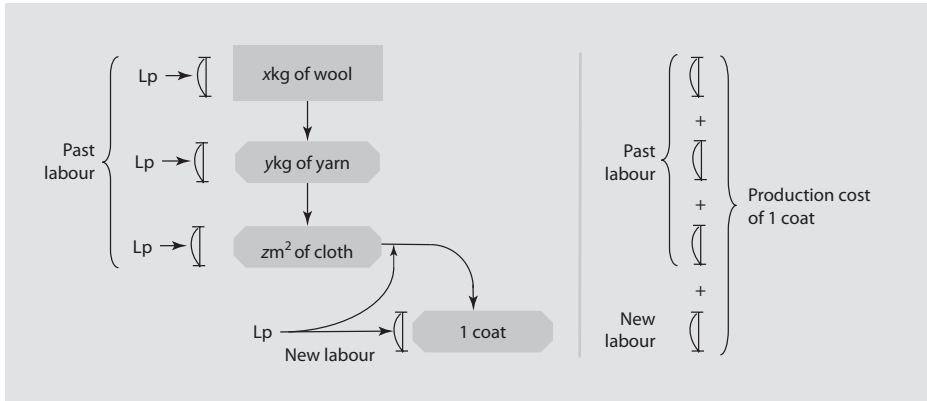 Lp
xkg of wool
Past
labour
Lp
ykg of yarn
Lp
zm² of cloth
Lp
New labour
1 coat
Past
labour
+
+
+
New
labour
Production cost
of 1 coat